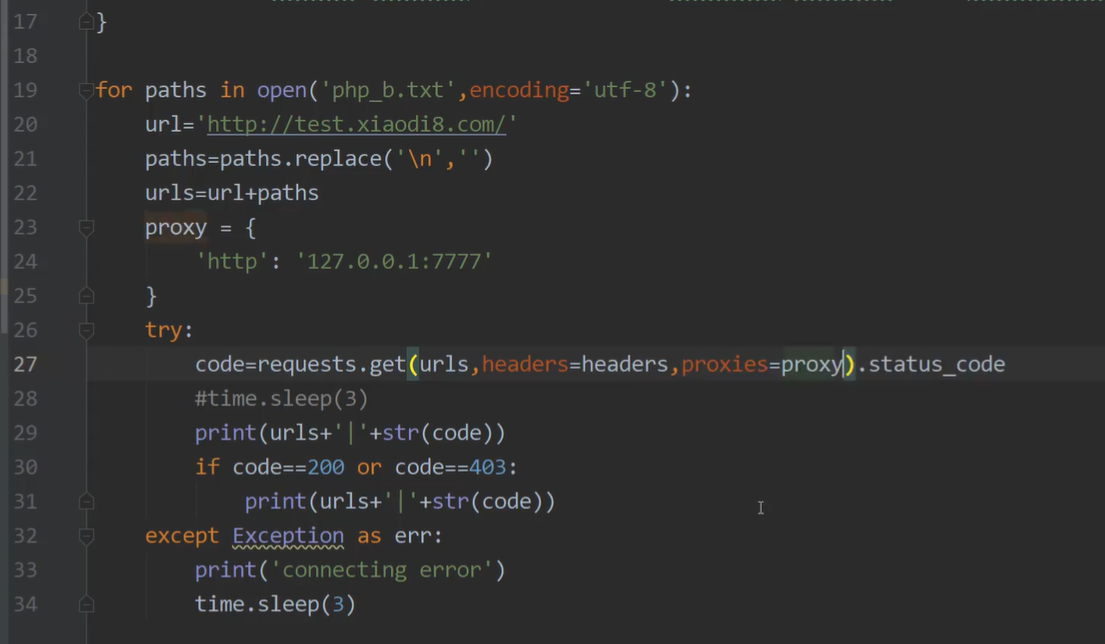 17 }
18
19 for paths in open('php_b.txt',encoding='utf-8'):
20     url='http://test.xiaodi8.com/'
21     paths=paths.replace('\n','')
22     urls=url+paths
23     proxy = {
24         'http': '127.0.0.1:7777'
25     }
26     try:
27         code=requests.get(urls,headers=headers,proxies=proxy).status_code
28         #time.sleep(3)
29         print(urls+'|'+str(code))
30         if code==200 or code==403:
31             print(urls+'|'+str(code))
32     except Exception as err:
33         print('connecting error')
34         time.sleep(3)